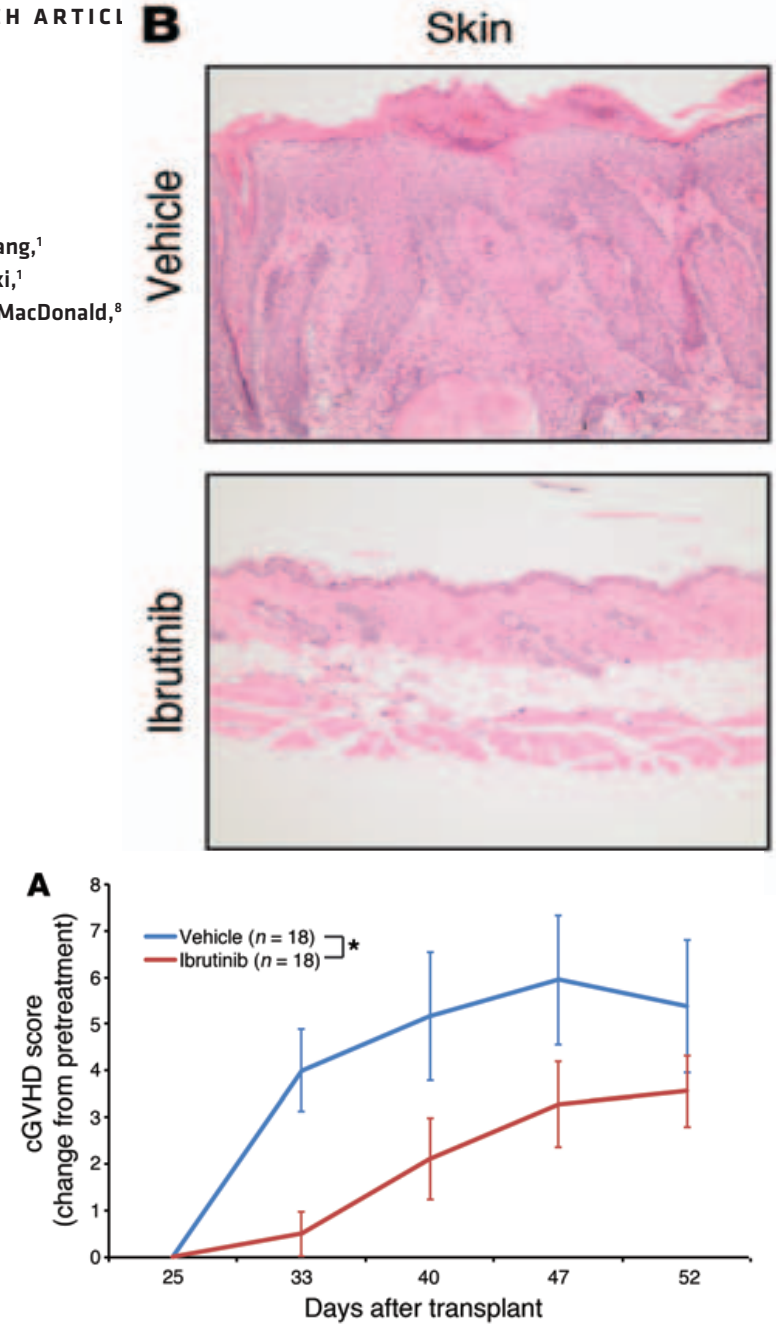 CH ARTICL
B
Skin
ang,¹
ki,¹
MacDonald,⁸
Vehicle
Ibrutinib
A
cGVHD score
(change from pretreatment)
8
7
6
5
4
3
2
1
0
Vehicle (n = 18)
Ibrutinib (n = 18)
*
25 33 40 47 52
Days after transplant